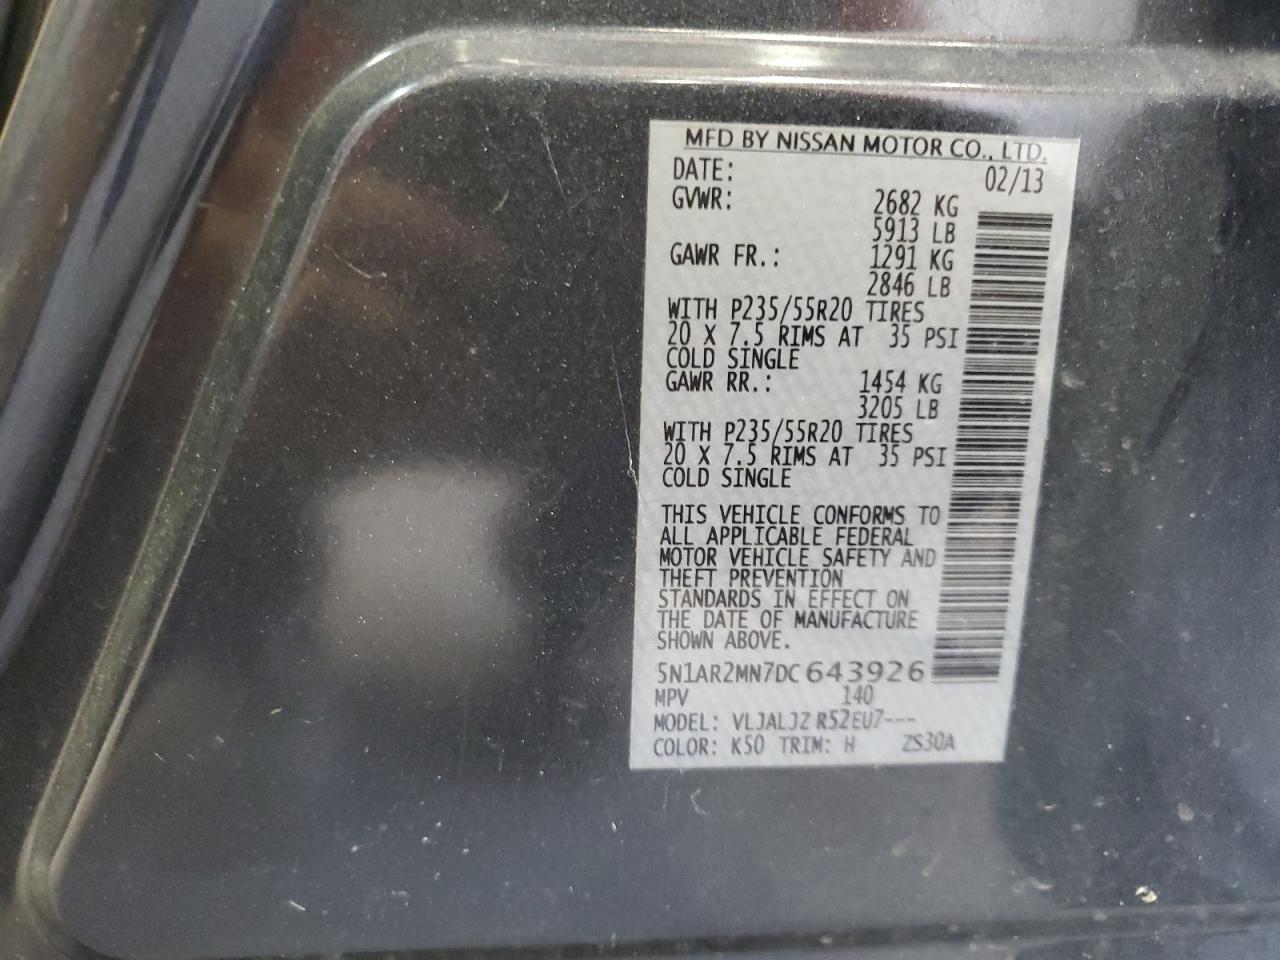 MFD BY NISSAN MOTOR CO., LTD.
DATE: 02/13
GVWR: 2682 KG
5913 LB
GAWR FR.: 1291 KG
2846 LB
WITH P235/55R20 TIRES
20 X 7.5 RIMS AT 35 PSI
COLD SINGLE
GAWR RR.: 1454 KG
3205 LB
WITH P235/55R20 TIRES
20 X 7.5 RIMS AT 35 PSI
COLD SINGLE
THIS VEHICLE CONFORMS TO
ALL APPLICABLE FEDERAL
MOTOR VEHICLE SAFETY AND
THEFT PREVENTION
STANDARDS IN EFFECT ON
THE DATE OF MANUFACTURE
SHOWN ABOVE.
5N1AR2MN7DC643926
MPV 140
MODEL: VLJALJZ R52EU7---
COLOR: K50 TRIM: H ZS30A